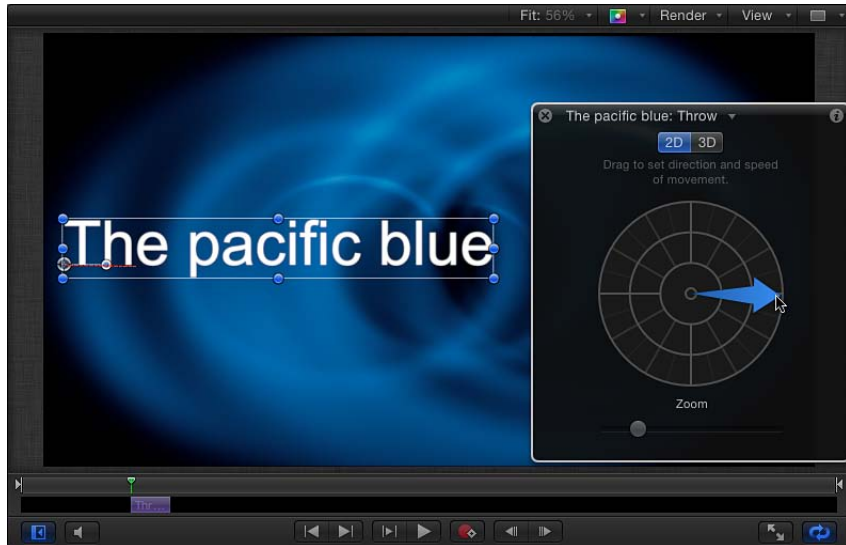 Fit: 56% Render View
The pacific blue: Throw
2D 3D
Drag to set direction and speed
of movement.
The pacific blue
Zoom
Thr...